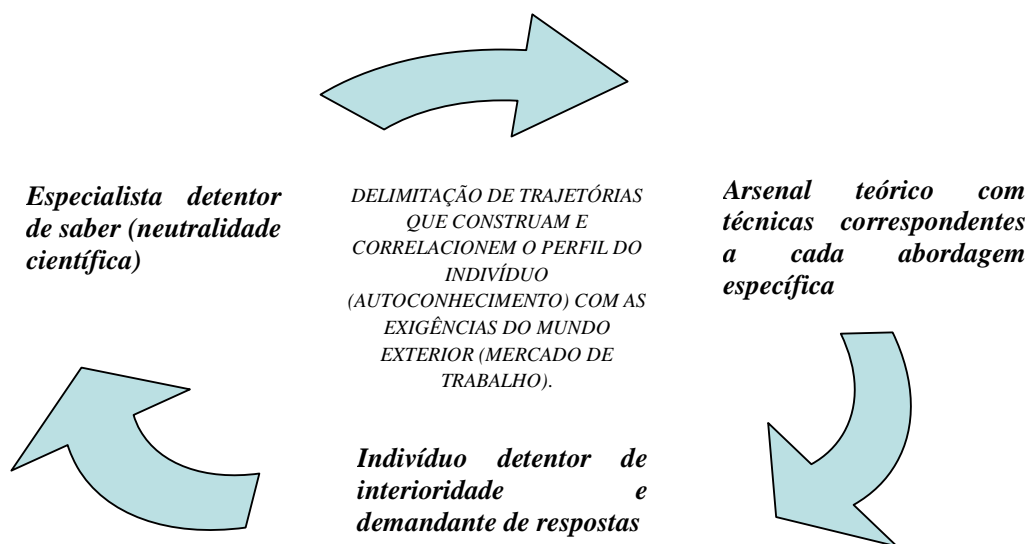 Especialista detentor
de saber (neutralidade
científica)
DELIMITAÇÃO DE TRAJETÓRIAS
QUE CONSTRUAM E
CORRELACIONEM O PERFIL DO
INDIVÍDUO
(AUTOCONHECIMENTO) COM AS
EXIGÊNCIAS DO MUNDO
EXTERIOR (MERCADO DE
TRABALHO).
Arsenal teórico com
técnicas correspondentes
a cada abordagem
específica
Indivíduo detentor de
interioridade e
demandante de respostas